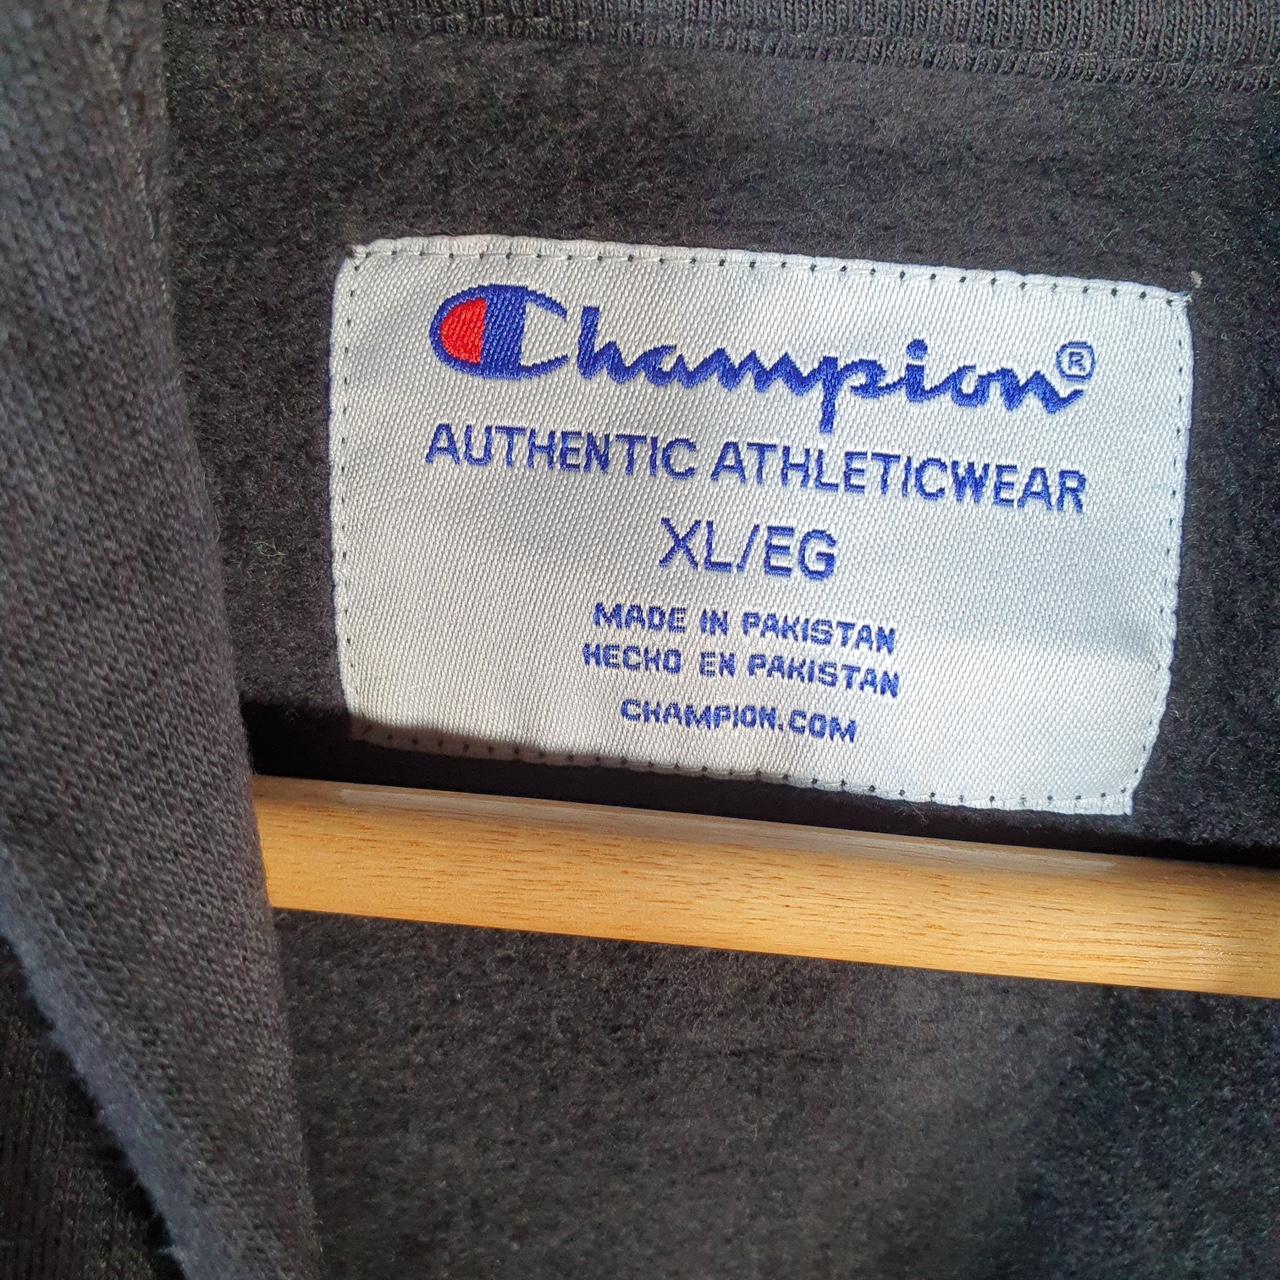 Champion®
AUTHENTIC ATHLETICWEAR
XL/EG
MADE IN PAKISTAN
HECHO EN PAKISTAN
CHAMPION.COM